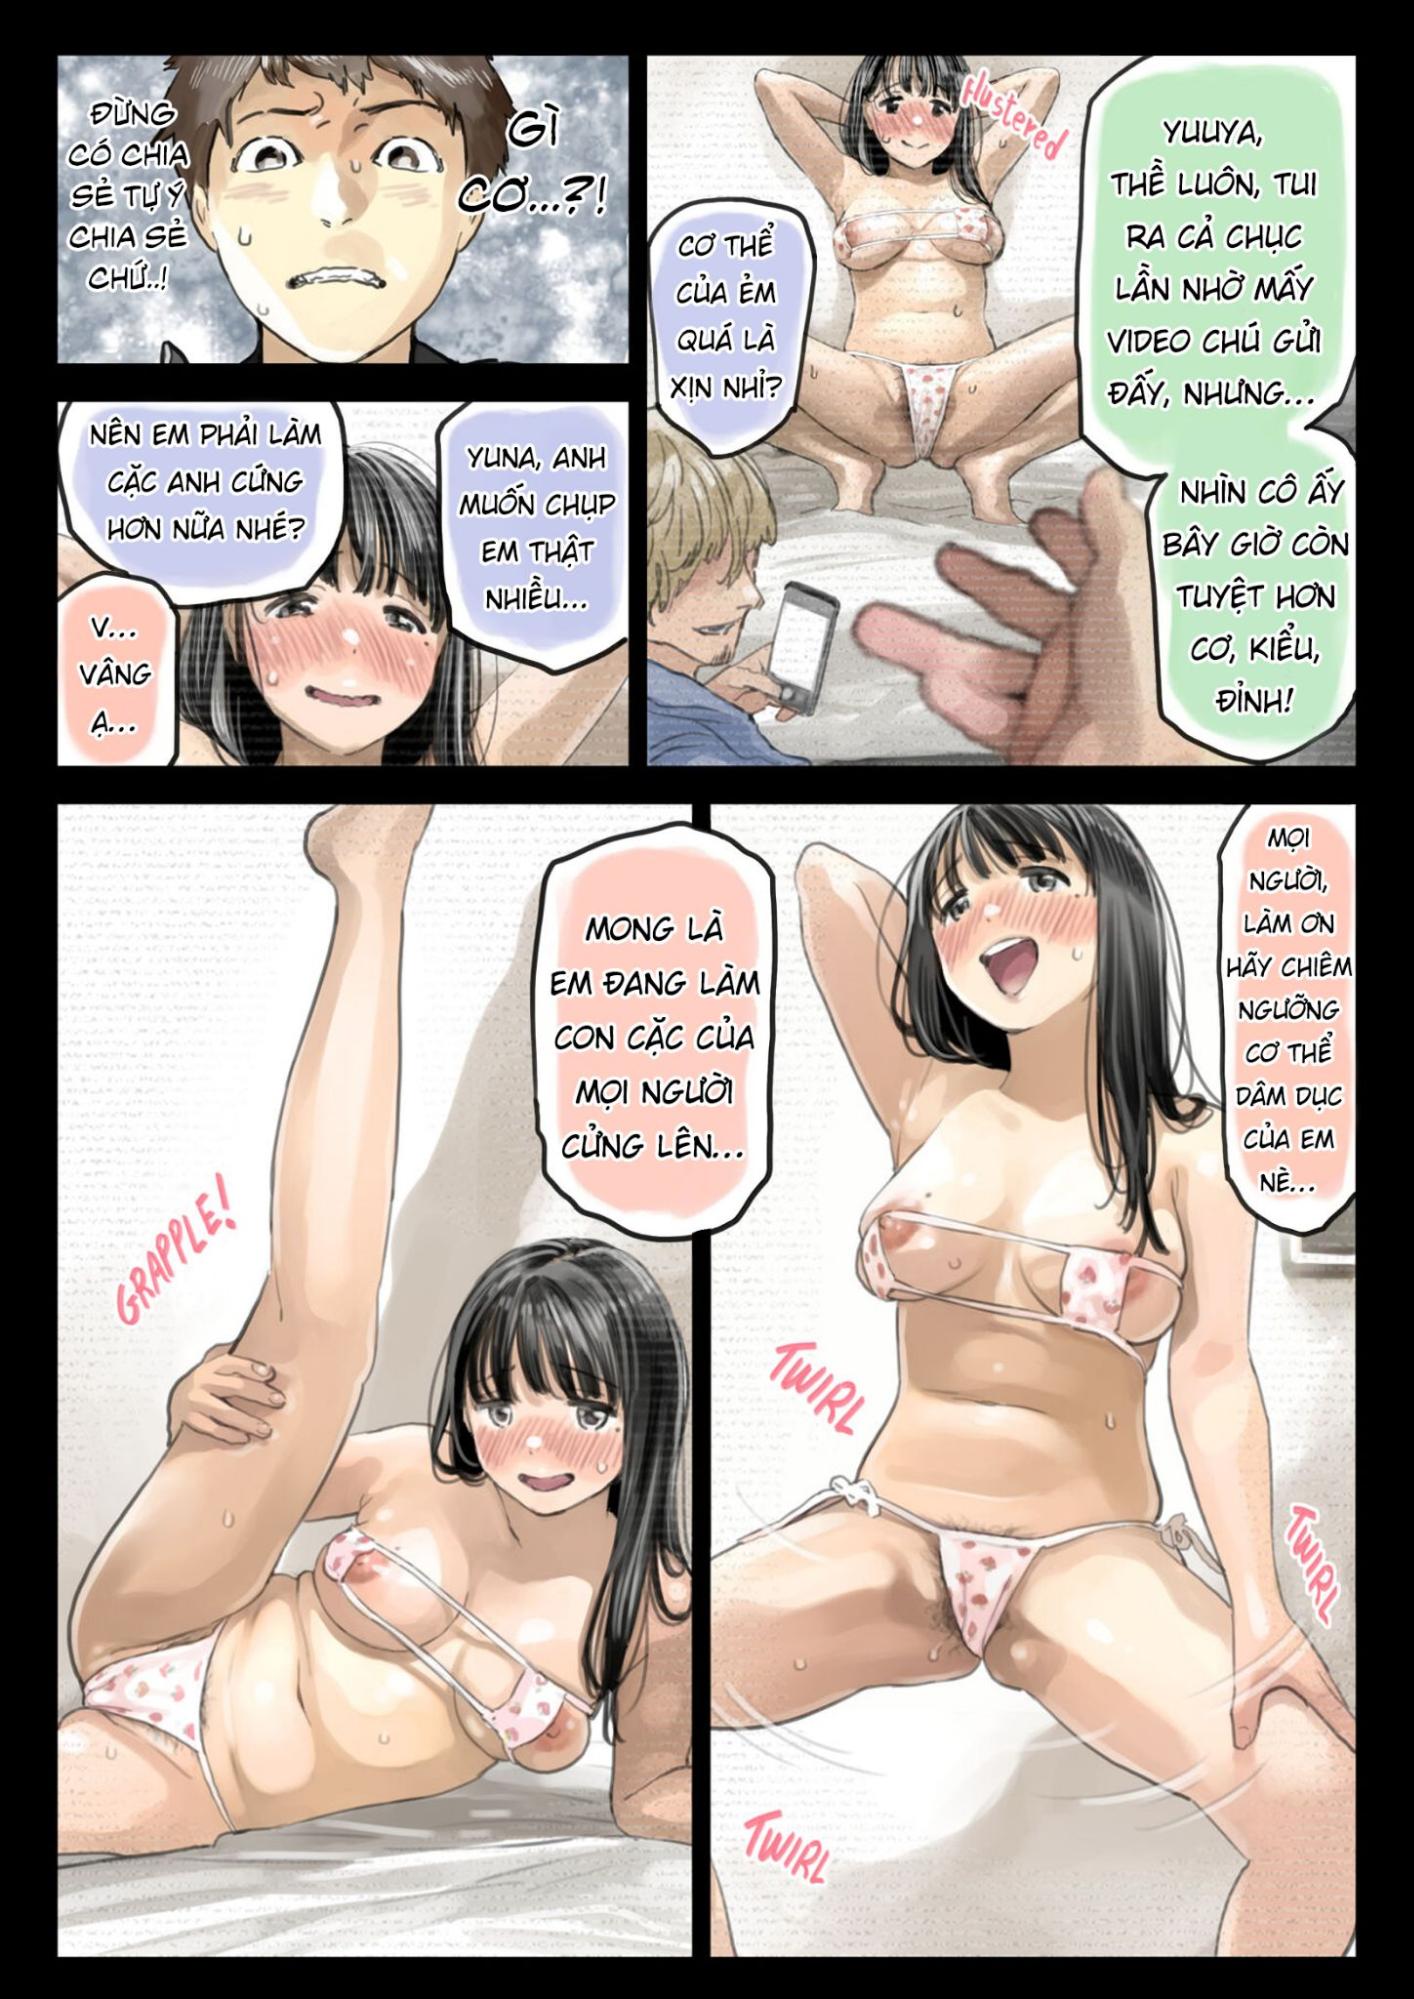 GÌ
CƠ...?!
ĐỪNG
CÓ CHIA
SẺ TỰ Ý
CHIA SẺ
CHỨ..!
flustered
YUUYA,
THỀ LUÔN, TUI
RA CẢ CHỤC
LẦN NHỜ MẤY
VIDEO CHÚ GỬI
ĐẤY, NHƯNG...
CƠ THỂ
CỦA ẺM
QUÁ LÀ
XỊN NHỈ?
NHÌN CÔ ẤY
BÂY GIỜ CÒN
TUYỆT HƠN
CƠ, KIỂU,
ĐỈNH!
YUNA, ANH
MUỐN CHỤP
EM THẬT
NHIỀU...
NÊN EM PHẢI LÀM
CẶC ANH CỨNG
HƠN NỮA NHÉ?
V...
VÂNG
Ạ...
MỌI
NGƯỜI,
LÀM ƠN
HÃY CHIÊM
NGƯỠNG
CƠ THỂ
DÂM DỤC
CỦA EM
NÈ...
TWIRL
TWIRL
TWIRL
MONG LÀ
EM ĐANG LÀM
CON CẶC CỦA
MỌI NGƯỜI
CỬNG LÊN...
GRAPPLE!